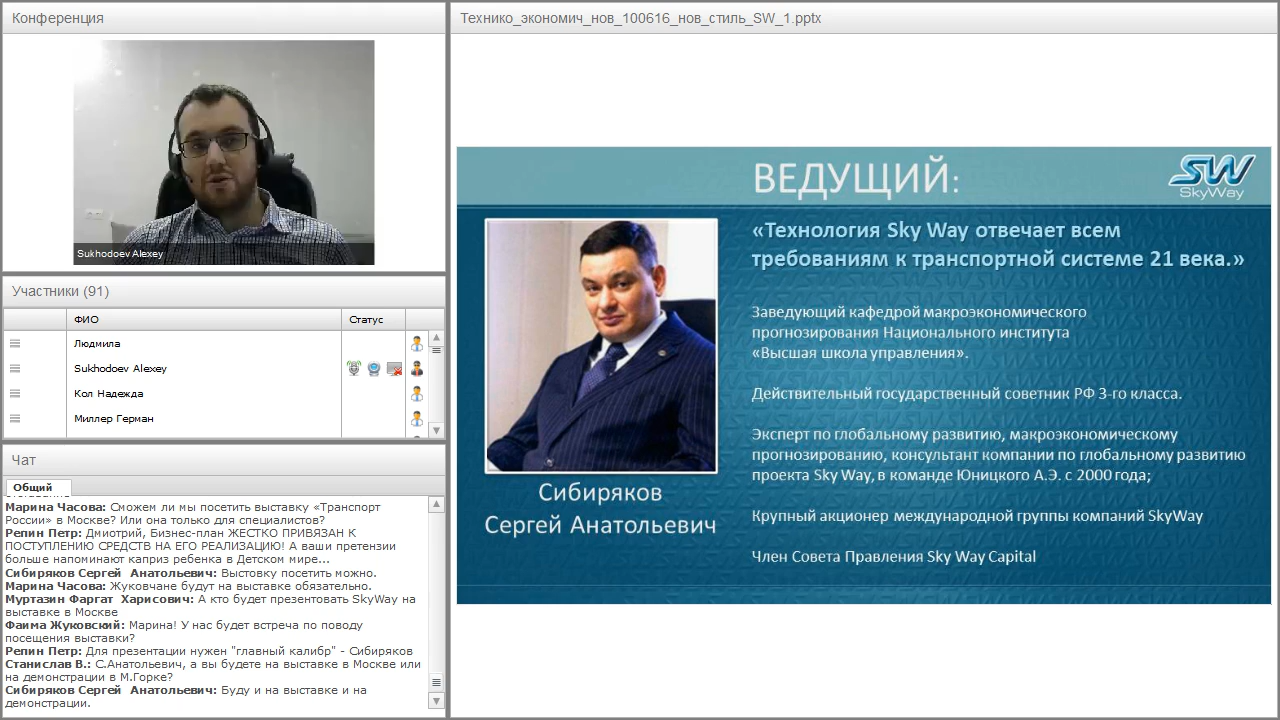 Конференция
Sukhodoev Alexey
Участники (91)
ФИО
Статус
Людмила
Sukhodoev Alexey
Кол Надежда
Миллер Герман
Чат
Общий
Марина Часова: Сможем ли мы посетить выставку «Транспорт
России» в Москве? Или она только для специалистов?
Репин Петр: Дмиотрий, Бизнес-план ЖЕСТКО ПРИВЯЗАН К
ПОСТУПЛЕНИЮ СРЕДСТВ НА ЕГО РЕАЛИЗАЦИЮ! А ваши претензии
больше напоминают каприз ребенка в Детском мире...
Сибиряков Сергей Анатольевич: Выстовку посетить можно.
Марина Часова: Жуковчане будут на выставке обязательно.
Муртазин Фаргат Харисович: А кто будет презентовать SkyWay на
выставке в Москве
Фаима Жуковский: Марина! У нас будет встреча по поводу
посещения выставки?
Репин Петр: Для презентации нужен "главный калибр" - Сибиряков
Станислав В.: С.Анатольевич, а вы будете на выставке в Москве или
на демонстрации в М.Горке?
Сибиряков Сергей Анатольевич: Буду и на выставке и на
демонстрации.
Технико_экономич_нов_100616_нов_стиль_SW_1.pptx
ВЕДУЩИЙ:
SW
SkyWay
«Технология Sky Way отвечает всем
требованиям к транспортной системе 21 века.»
Заведующий кафедрой макроэкономического
прогнозирования Национального института
«Высшая школа управления».
Действительный государственный советник РФ 3-го класса.
Эксперт по глобальному развитию, макроэкономическому
прогнозированию, консультант компании по глобальному развитию
проекта Sky Way, в команде Юницкого А.Э. с 2000 года;
Крупный акционер международной группы компаний SkyWay
Член Совета Правления Sky Way Capital
Сибиряков
Сергей Анатольевич